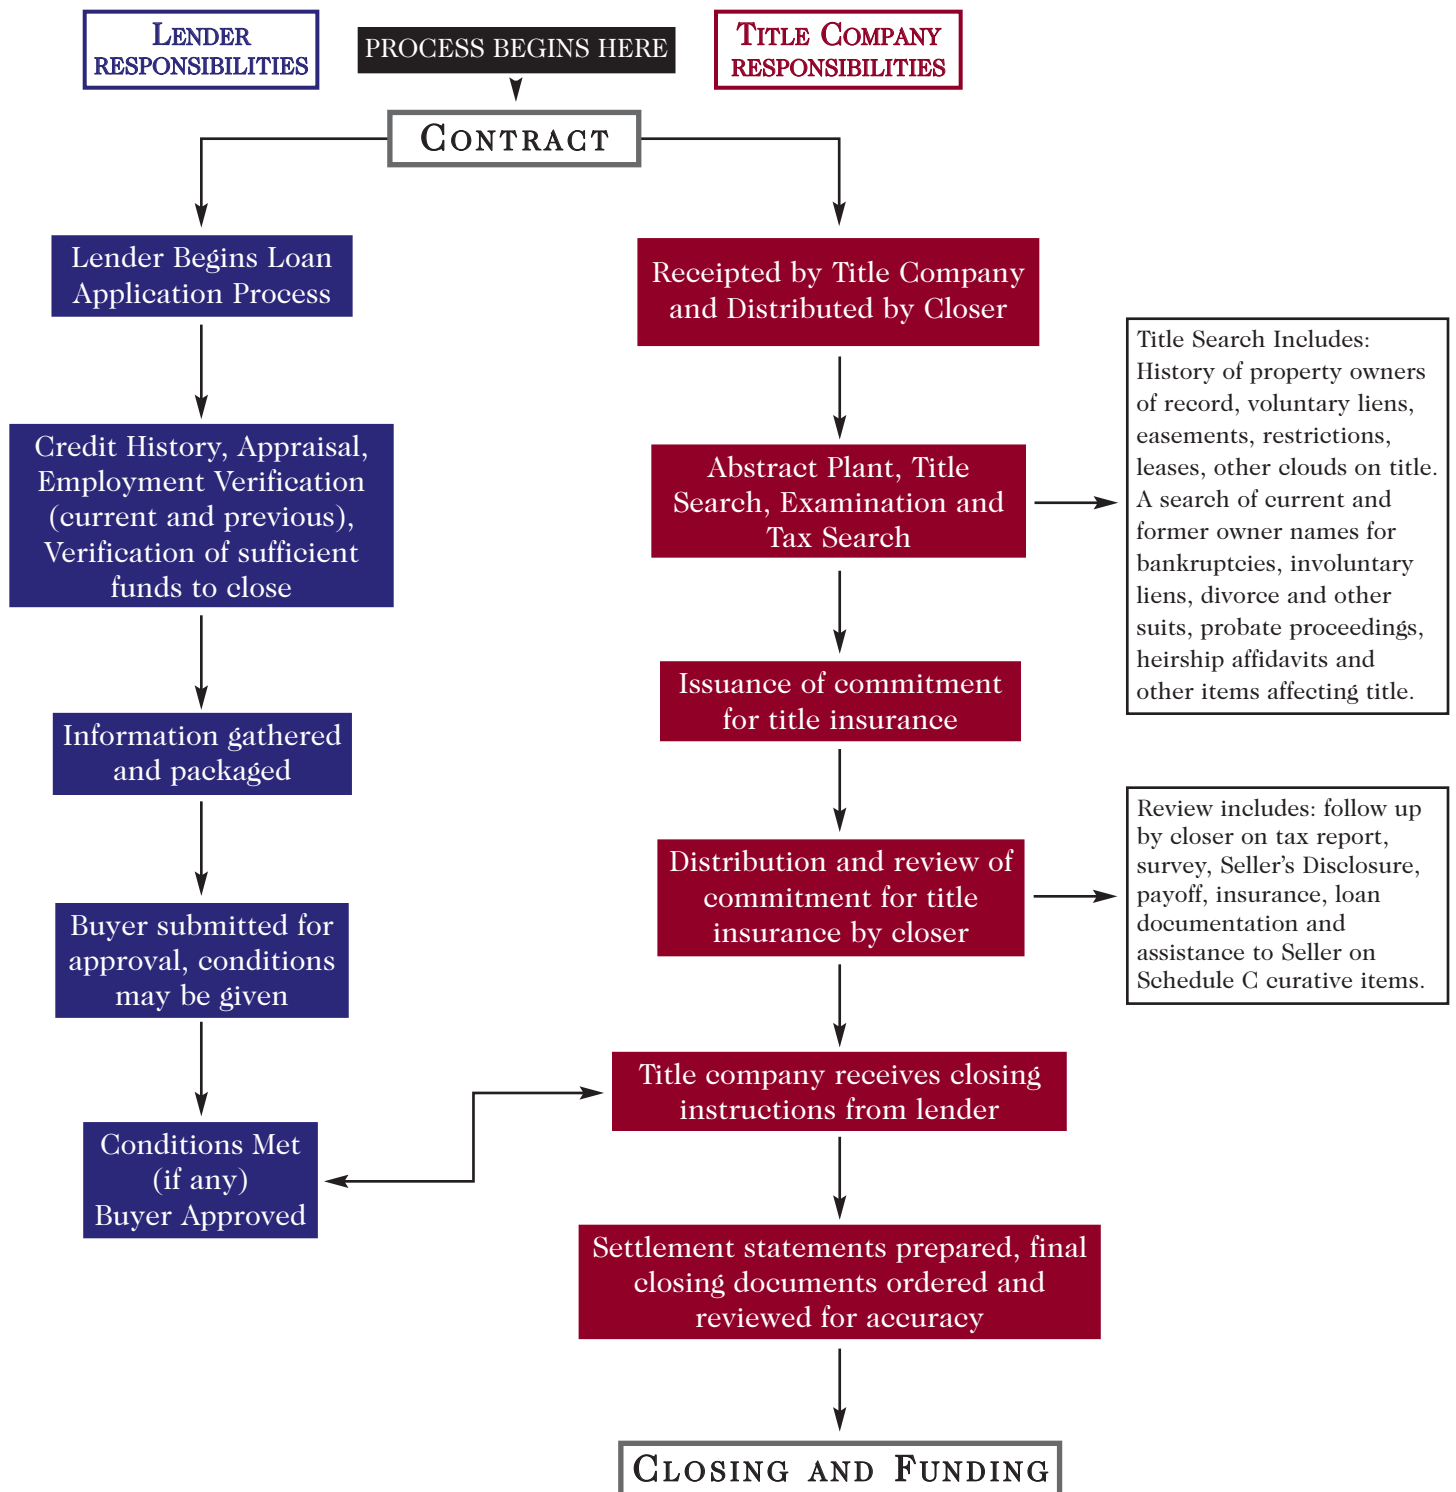 LENDER
RESPONSIBILITIES
PROCESS BEGINS HERE
TITLE COMPANY
RESPONSIBILITIES
CONTRACT
Lender Begins Loan
Application Process
Credit History, Appraisal,
Employment Verification
(current and previous),
Verification of sufficient
funds to close
Information gathered
and packaged
Buyer submitted for
approval, conditions
may be given
Conditions Met
(if any)
Buyer Approved
Receipted by Title Company
and Distributed by Closer
Abstract Plant, Title
Search, Examination and
Tax Search
Title Search Includes:
History of property owners
of record, voluntary liens,
easements, restrictions,
leases, other clouds on title.
A search of current and
former owner names for
bankruptcies, involuntary
liens, divorce and other
suits, probate proceedings,
heirship affidavits and
other items affecting title.
Issuance of commitment
for title insurance
Distribution and review of
commitment for title
insurance by closer
Review includes: follow up
by closer on tax report,
survey, Seller’s Disclosure,
payoff, insurance, loan
documentation and
assistance to Seller on
Schedule C curative items.
Title company receives closing
instructions from lender
Settlement statements prepared, final
closing documents ordered and
reviewed for accuracy
CLOSING AND FUNDING